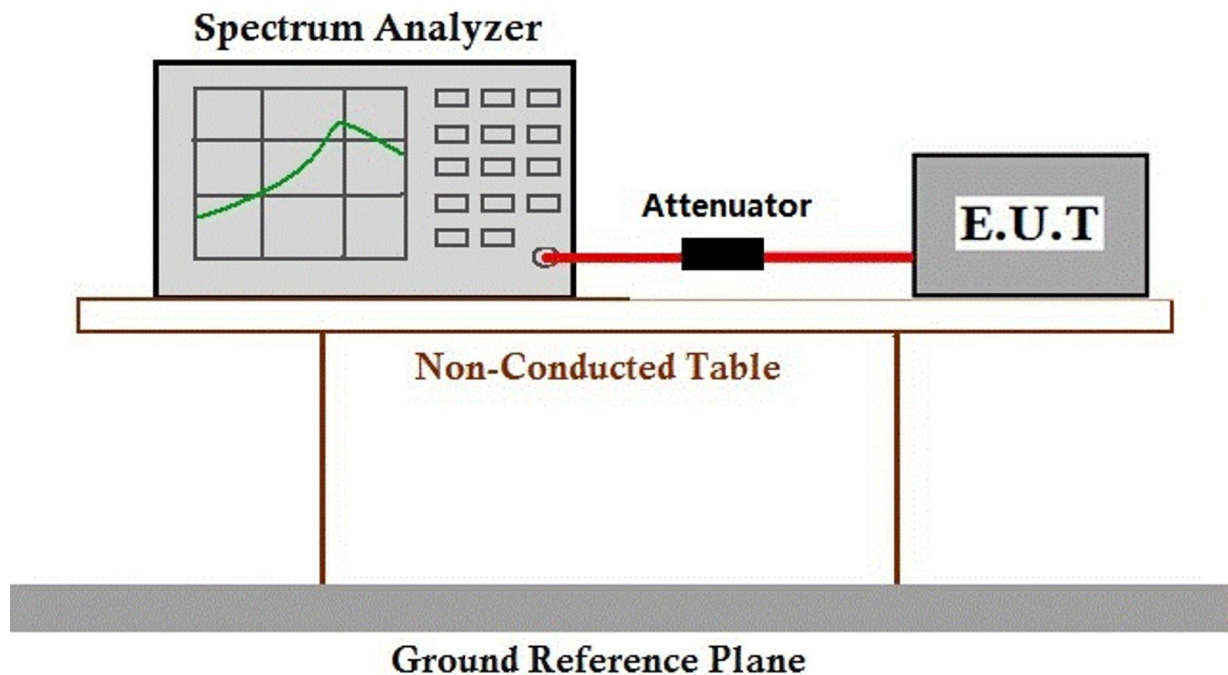 Spectrum Analyzer
Attenuator
E.U.T
Non-Conducted Table
Ground Reference Plane